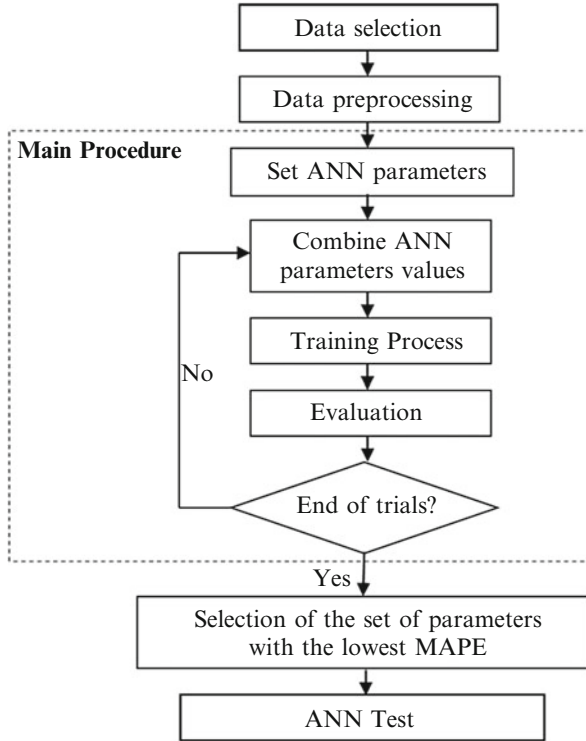 Data selection
Data preprocessing
Main Procedure
Set ANN parameters
Combine ANN
parameters values
Training Process
No
Evaluation
End of trials?
Yes
Selection of the set of parameters
with the lowest MAPE
ANN Test